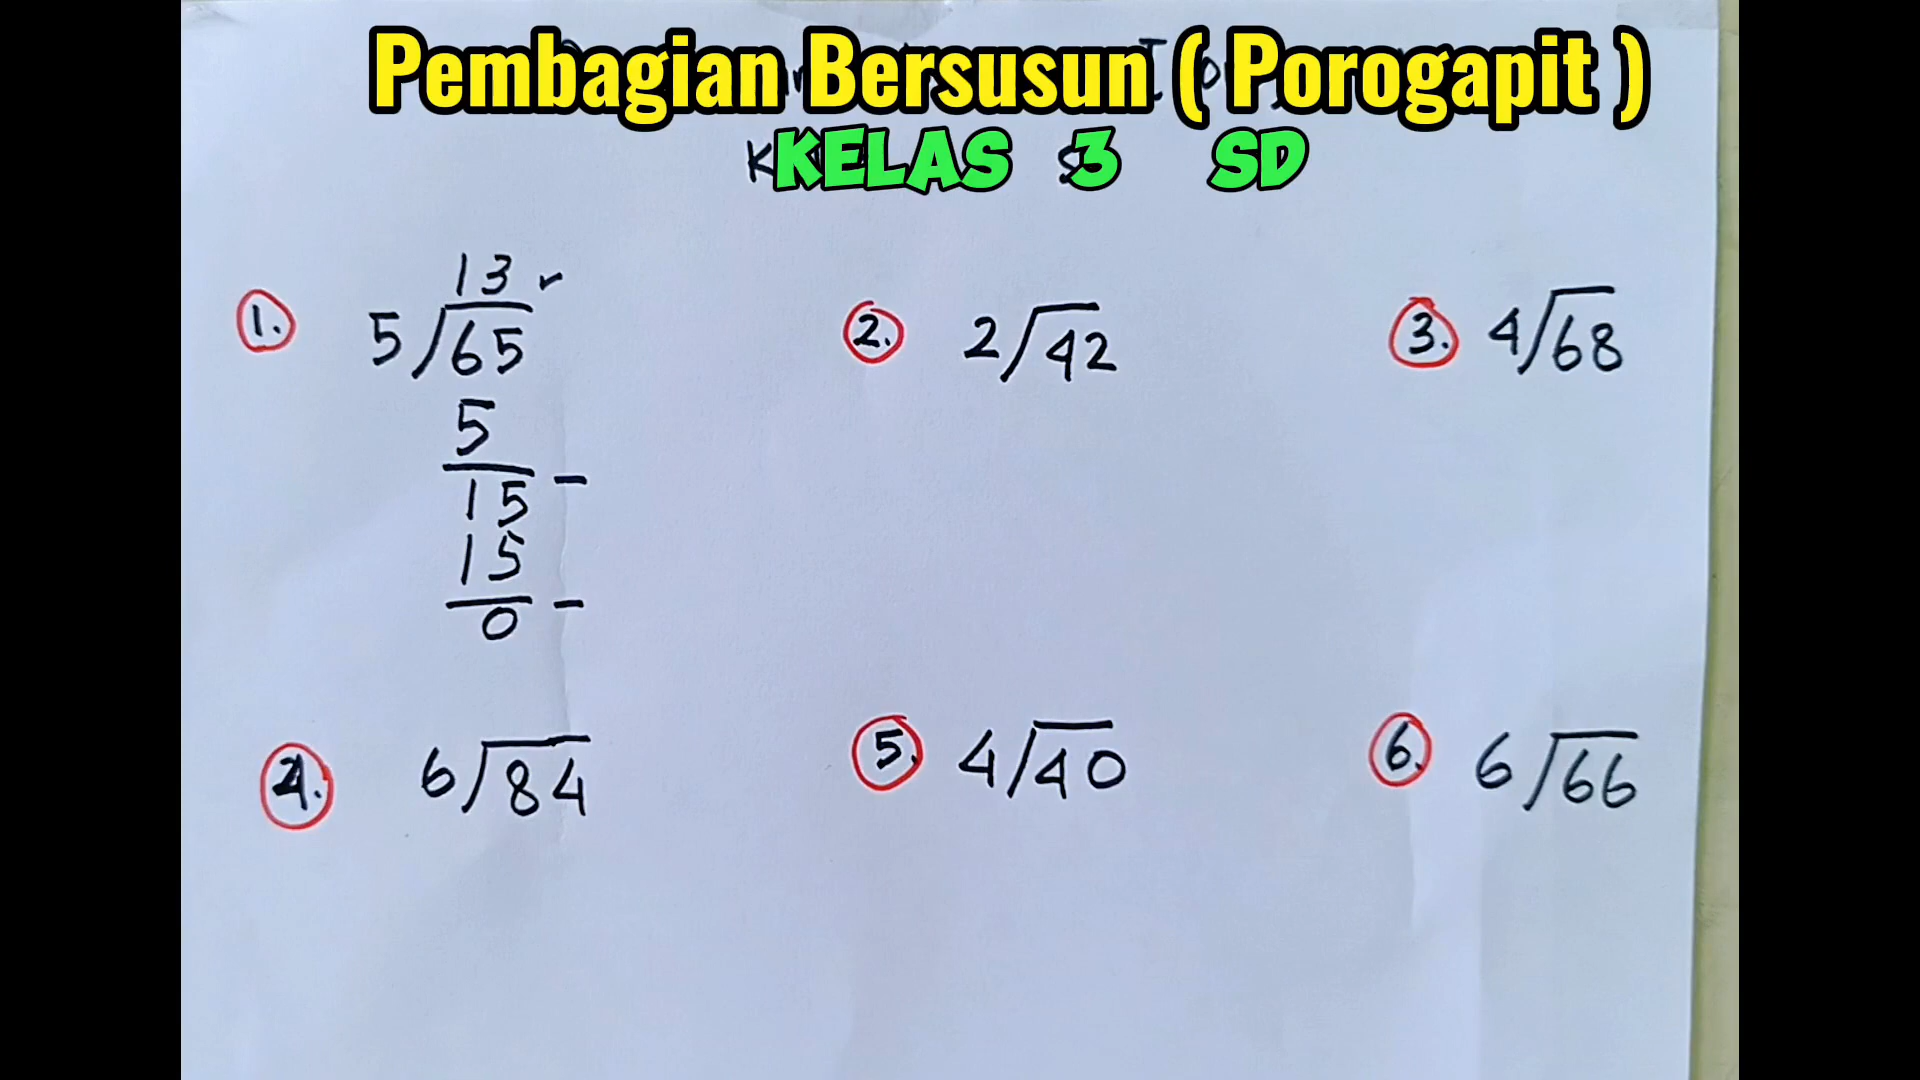 Pembagian Bersusun ( Porogapit )
KELAS 3 SD
1. 5 65 13
5
15 -
15
0 -
2. 2 42
3. 4 68
4. 6 84
5. 4 40
6. 6 66